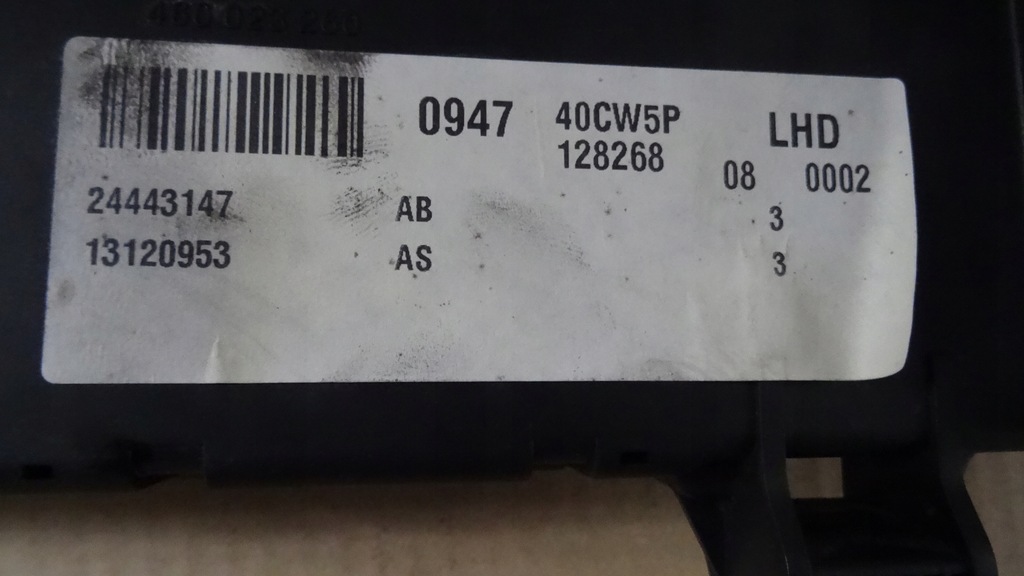 0947 40CW5P LHD
128268 08 0002
24443147 AB 3
13120953 AS 3